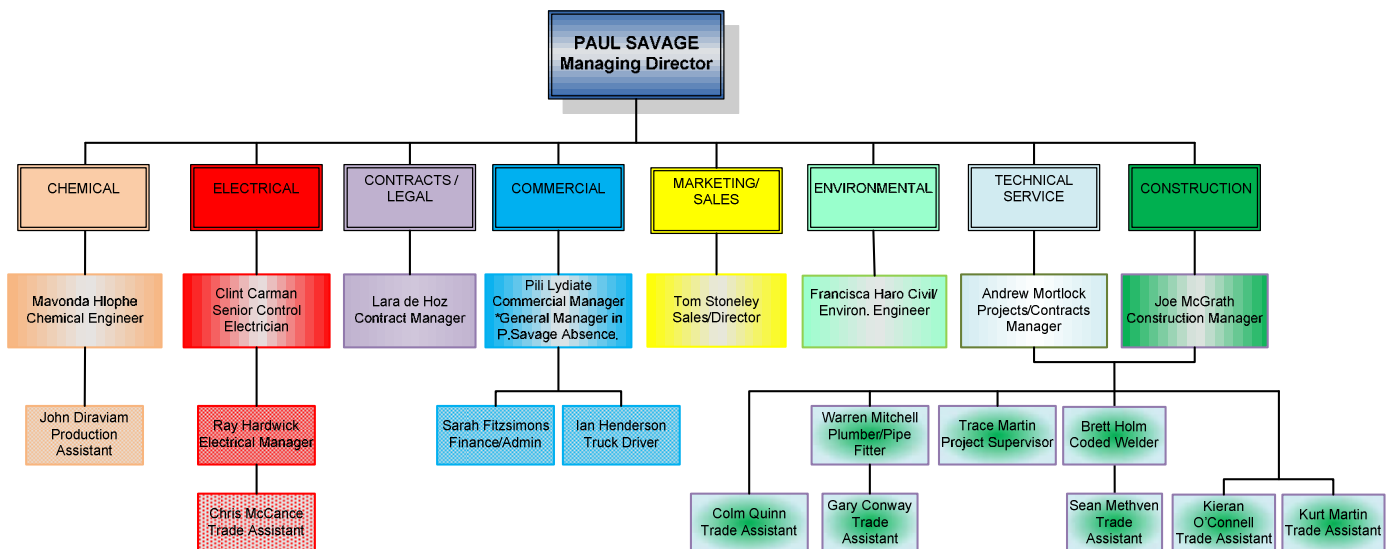 PAUL SAVAGE
Managing Director
CHEMICAL
ELECTRICAL
CONTRACTS /
LEGAL
COMMERCIAL
MARKETING/
SALES
ENVIRONMENTAL
TECHNICAL
SERVICE
CONSTRUCTION
Mavonda Hlophe
Chemical Engineer
Clint Carman
Senior Control
Electrician
Lara de Hoz
Contract Manager
Pili Lydiate
Commercial Manager
*General Manager in
P.Savage Absence.
Tom Stoneley
Sales/Director
Francisca Haro Civil/
Environ. Engineer
Andrew Mortlock
Projects/Contracts
Manager
Joe McGrath
Construction Manager
John Diraviam
Production
Assistant
Ray Hardwick
Electrical Manager
Sarah Fitzsimons
Finance/Admin
Ian Henderson
Truck Driver
Warren Mitchell
Plumber/Pipe
Fitter
Trace Martin
Project Supervisor
Brett Holm
Coded Welder
Chris McCance
Trade Assistant
Colm Quinn
Trade Assistant
Gary Conway
Trade
Assistant
Sean Methven
Trade
Assistant
Kieran
O'Connell
Trade Assistant
Kurt Martin
Trade Assistant